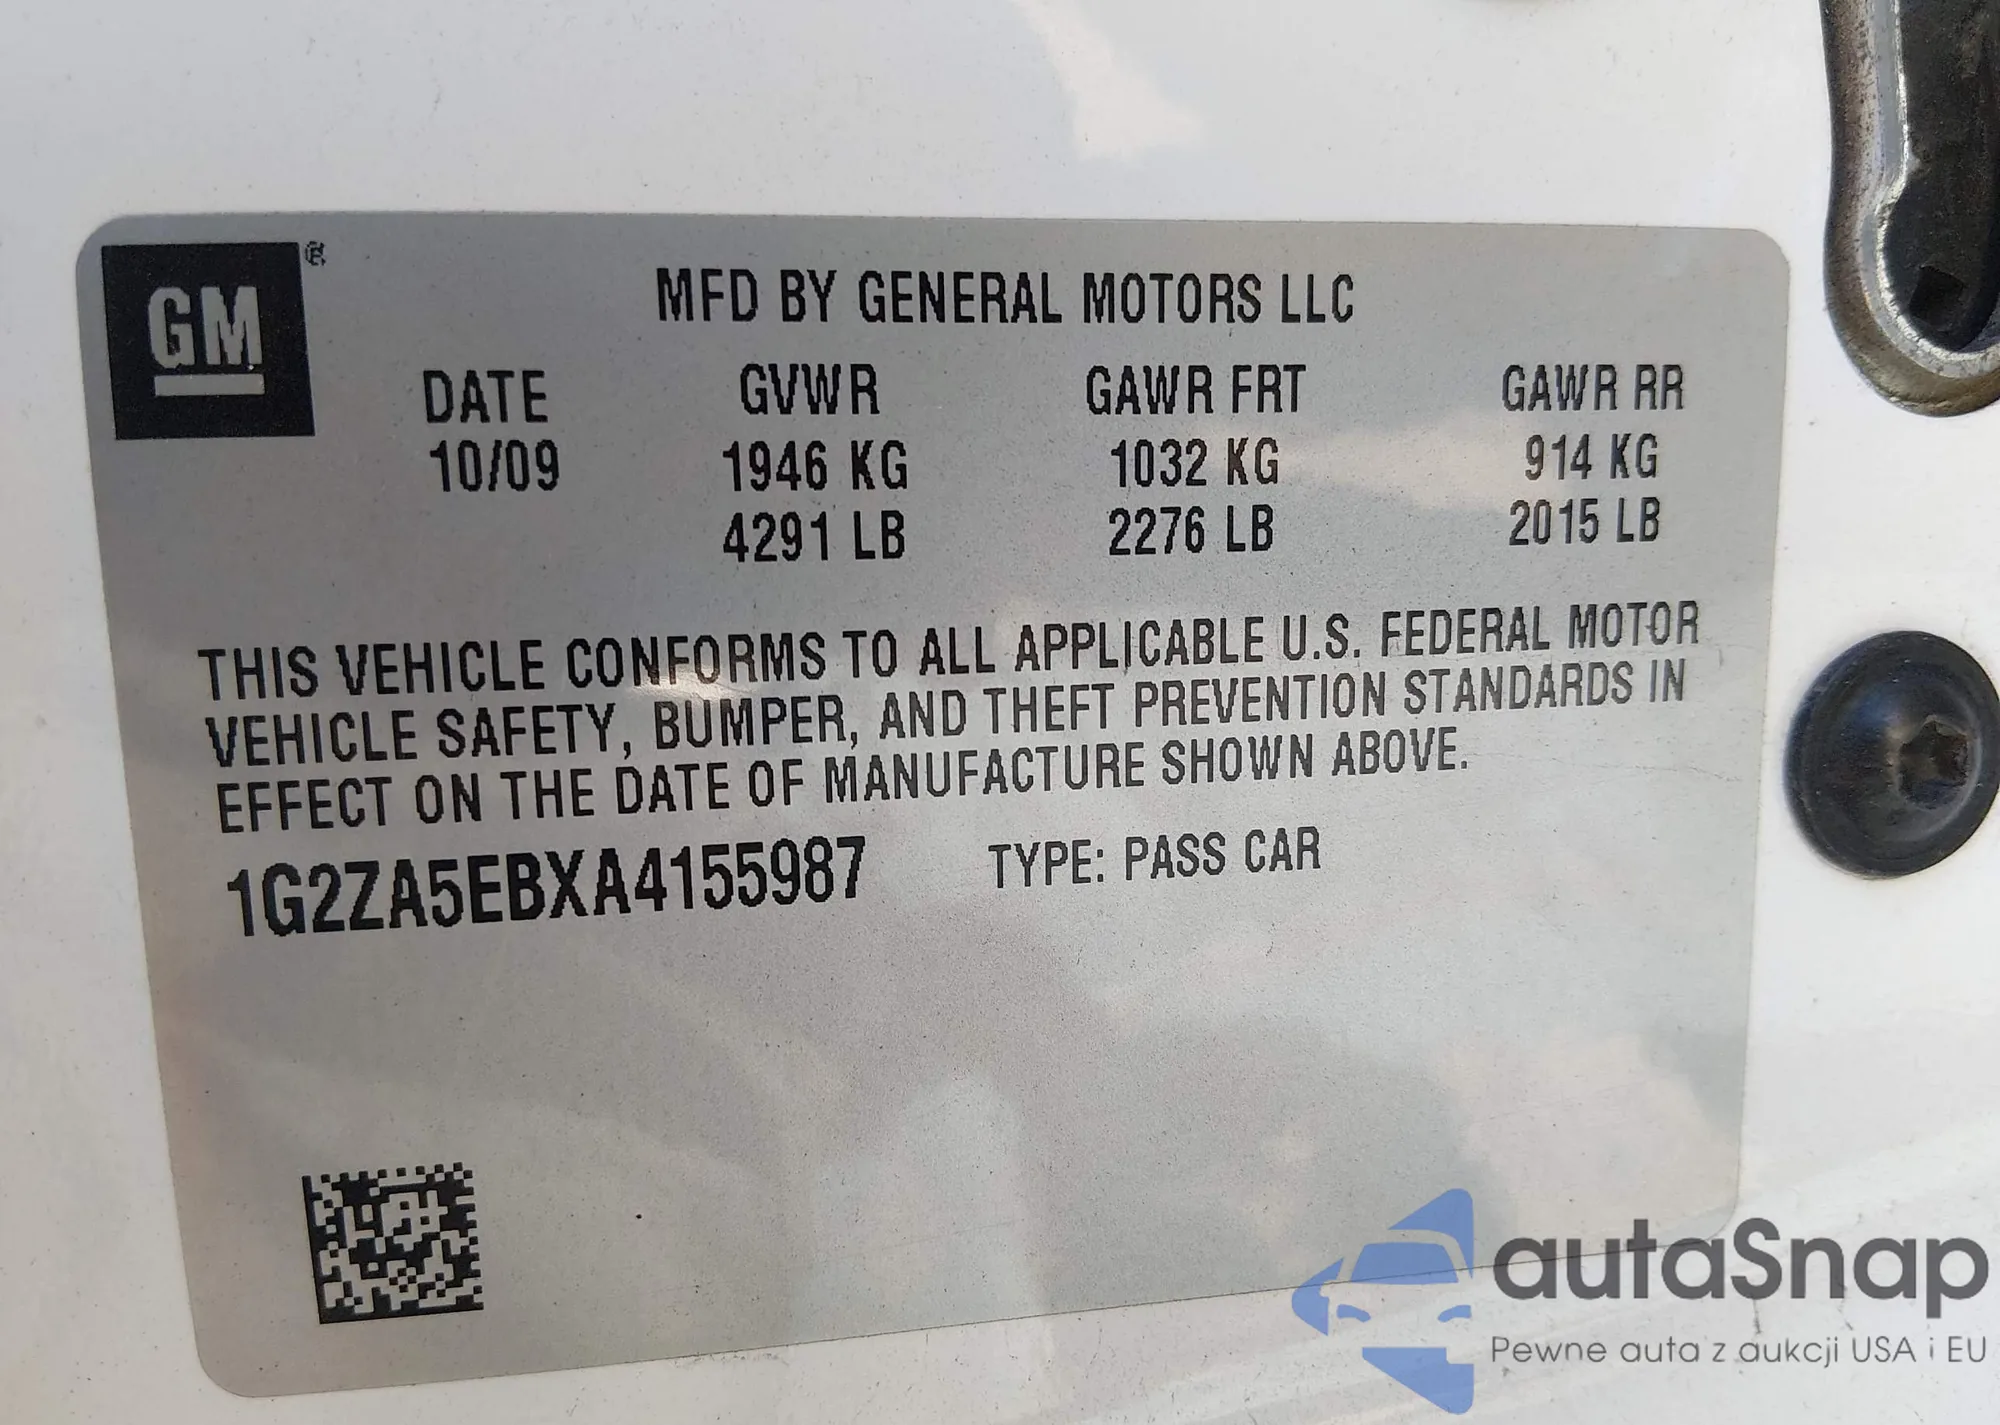 GM ®
MFD BY GENERAL MOTORS LLC
DATE GVWR GAWR FRT GAWR RR
10/09 1946 KG 1032 KG 914 KG
4291 LB 2276 LB 2015 LB
THIS VEHICLE CONFORMS TO ALL APPLICABLE U.S. FEDERAL MOTOR
VEHICLE SAFETY, BUMPER, AND THEFT PREVENTION STANDARDS IN
EFFECT ON THE DATE OF MANUFACTURE SHOWN ABOVE.
1G2ZA5EBXA4155987 TYPE: PASS CAR
autoSnap
Pewne auta z aukcji USA i EU